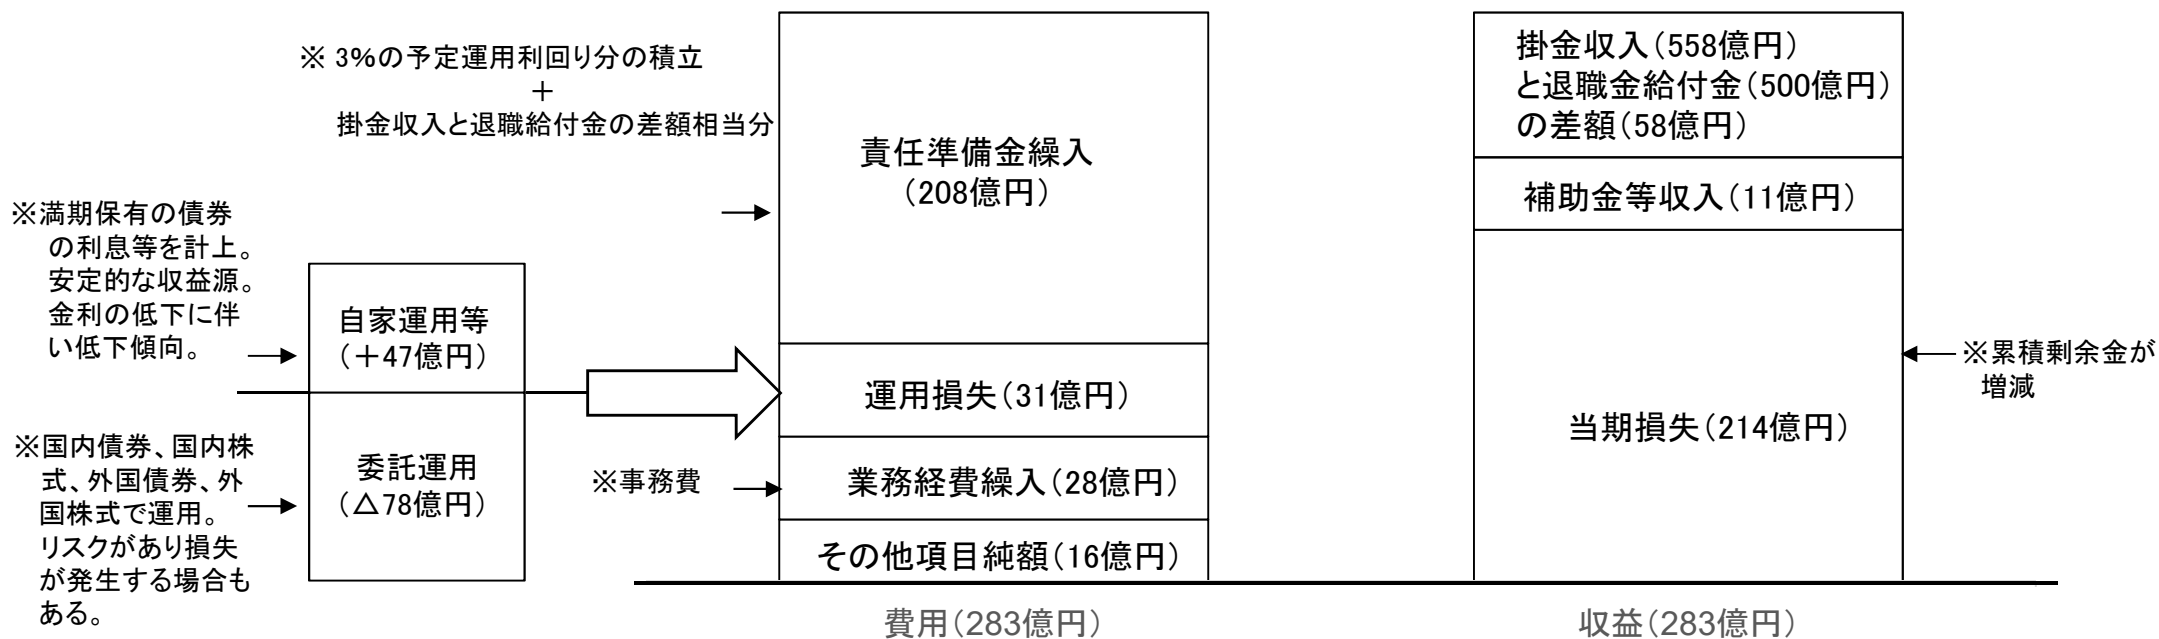 ※ 3%の予定運用利回り分の積立
+
掛金収入と退職給付金の差額相当分
※満期保有の債券
の利息等を計上。
安定的な収益源。
金利の低下に伴
い低下傾向。
自家運用等
(+47億円)
※国内債券、国内株
式、外国債券、外
国株式で運用。
リスクがあり損失
が発生する場合も
ある。
委託運用
(△78億円)
※事務費
責任準備金繰入
(208億円)
運用損失(31億円)
業務経費繰入(28億円)
その他項目純額(16億円)
費用(283億円)
掛金収入(558億円)
と退職金給付金(500億円)
の差額(58億円)
補助金等収入(11億円)
当期損失(214億円)
※累積剰余金が
増減
収益(283億円)